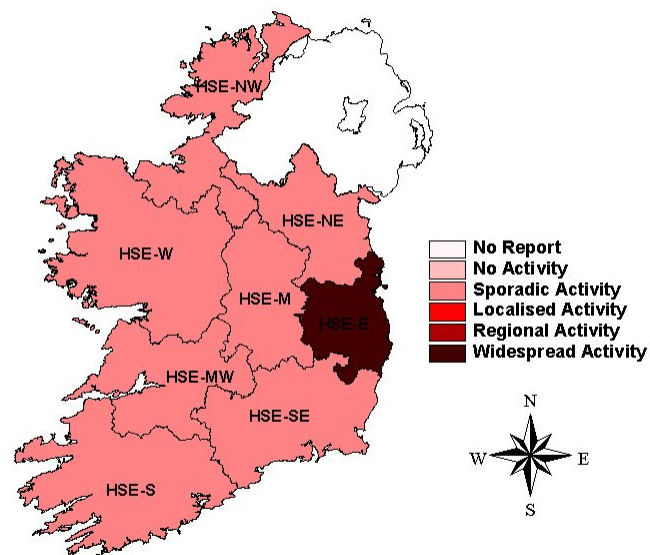 HSE-NW
HSE-NE
HSE-W
HSE-M
HSE-E
HSE-MW
HSE-SE
HSE-S
No Report
No Activity
Sporadic Activity
Localised Activity
Regional Activity
Widespread Activity
N
W
E
S